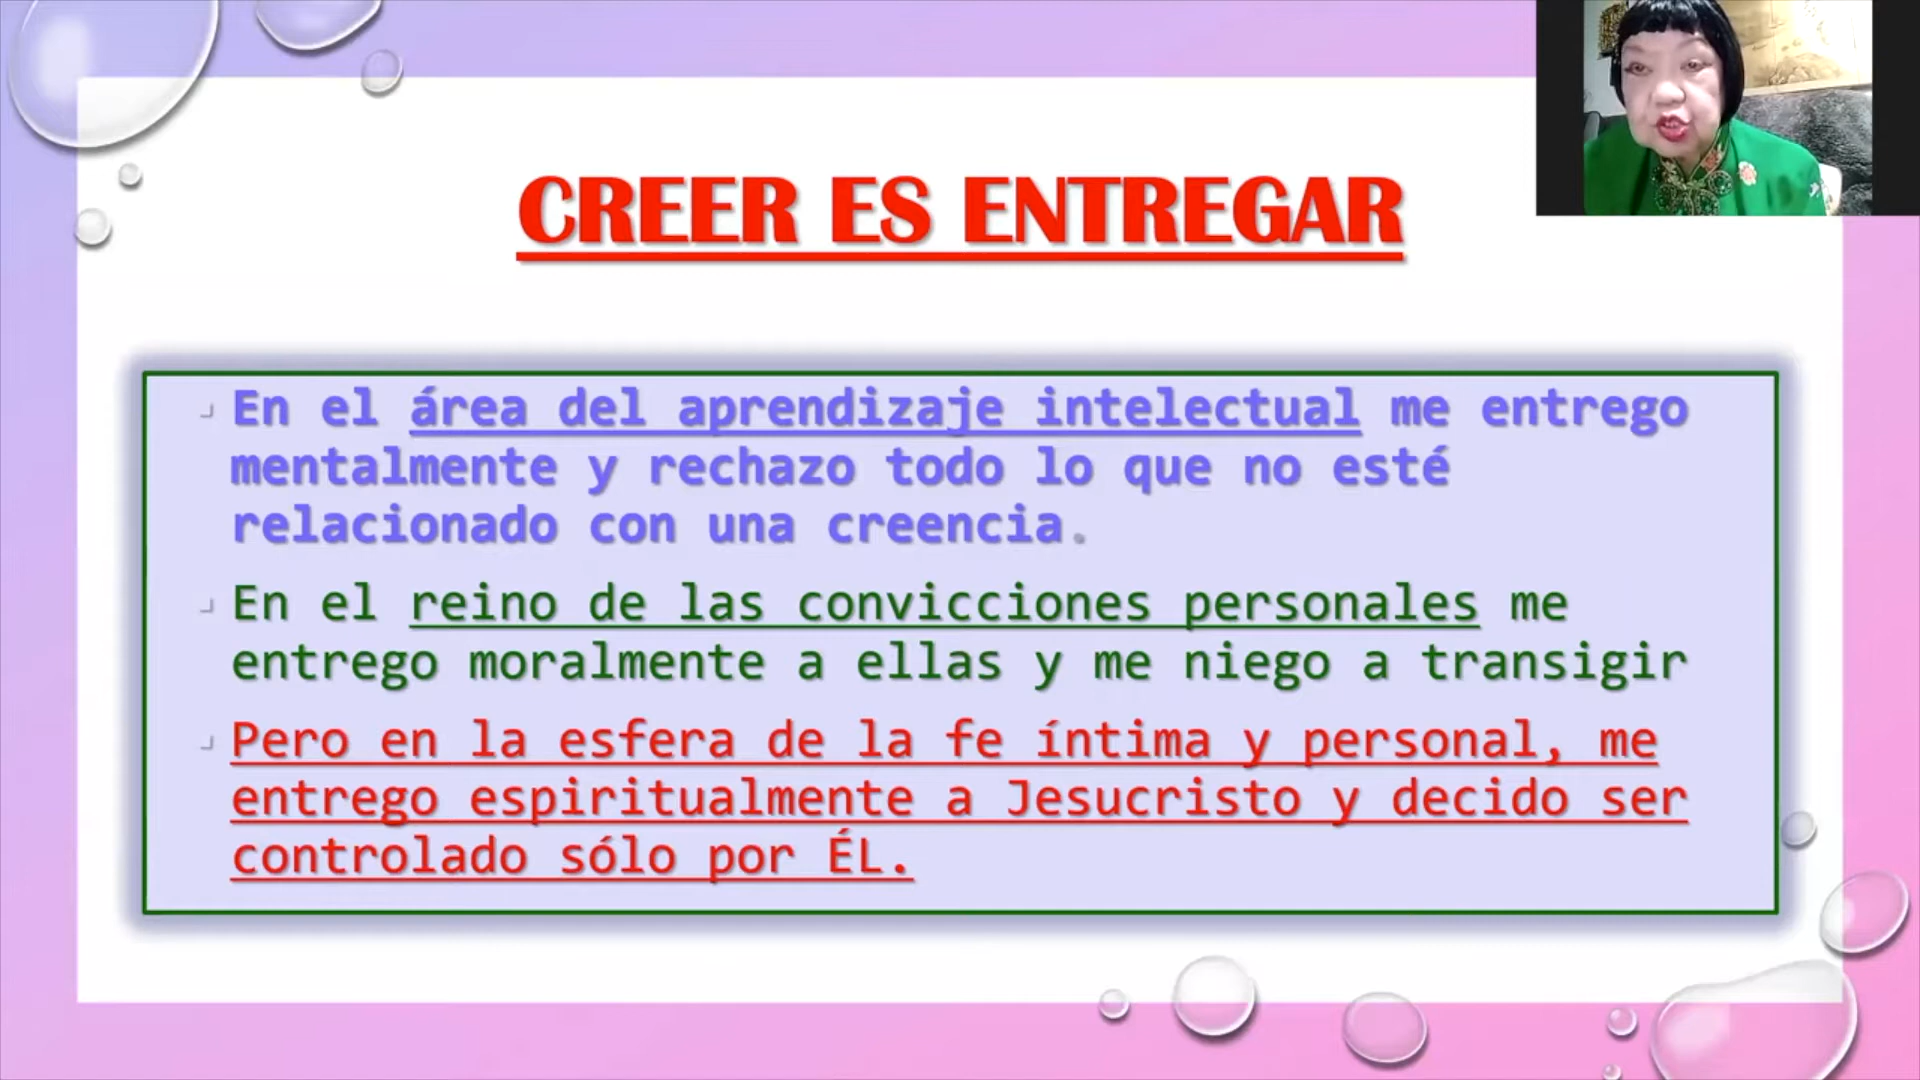 CREER ES ENTREGAR
En el área del aprendizaje intelectual me entrego
mentalmente y rechazo todo lo que no esté
relacionado con una creencia.
En el reino de las convicciones personales me
entrego moralmente a ellas y me niego a transigir
Pero en la esfera de la fe íntima y personal, me
entrego espiritualmente a Jesucristo y decido ser
controlado sólo por ÉL.